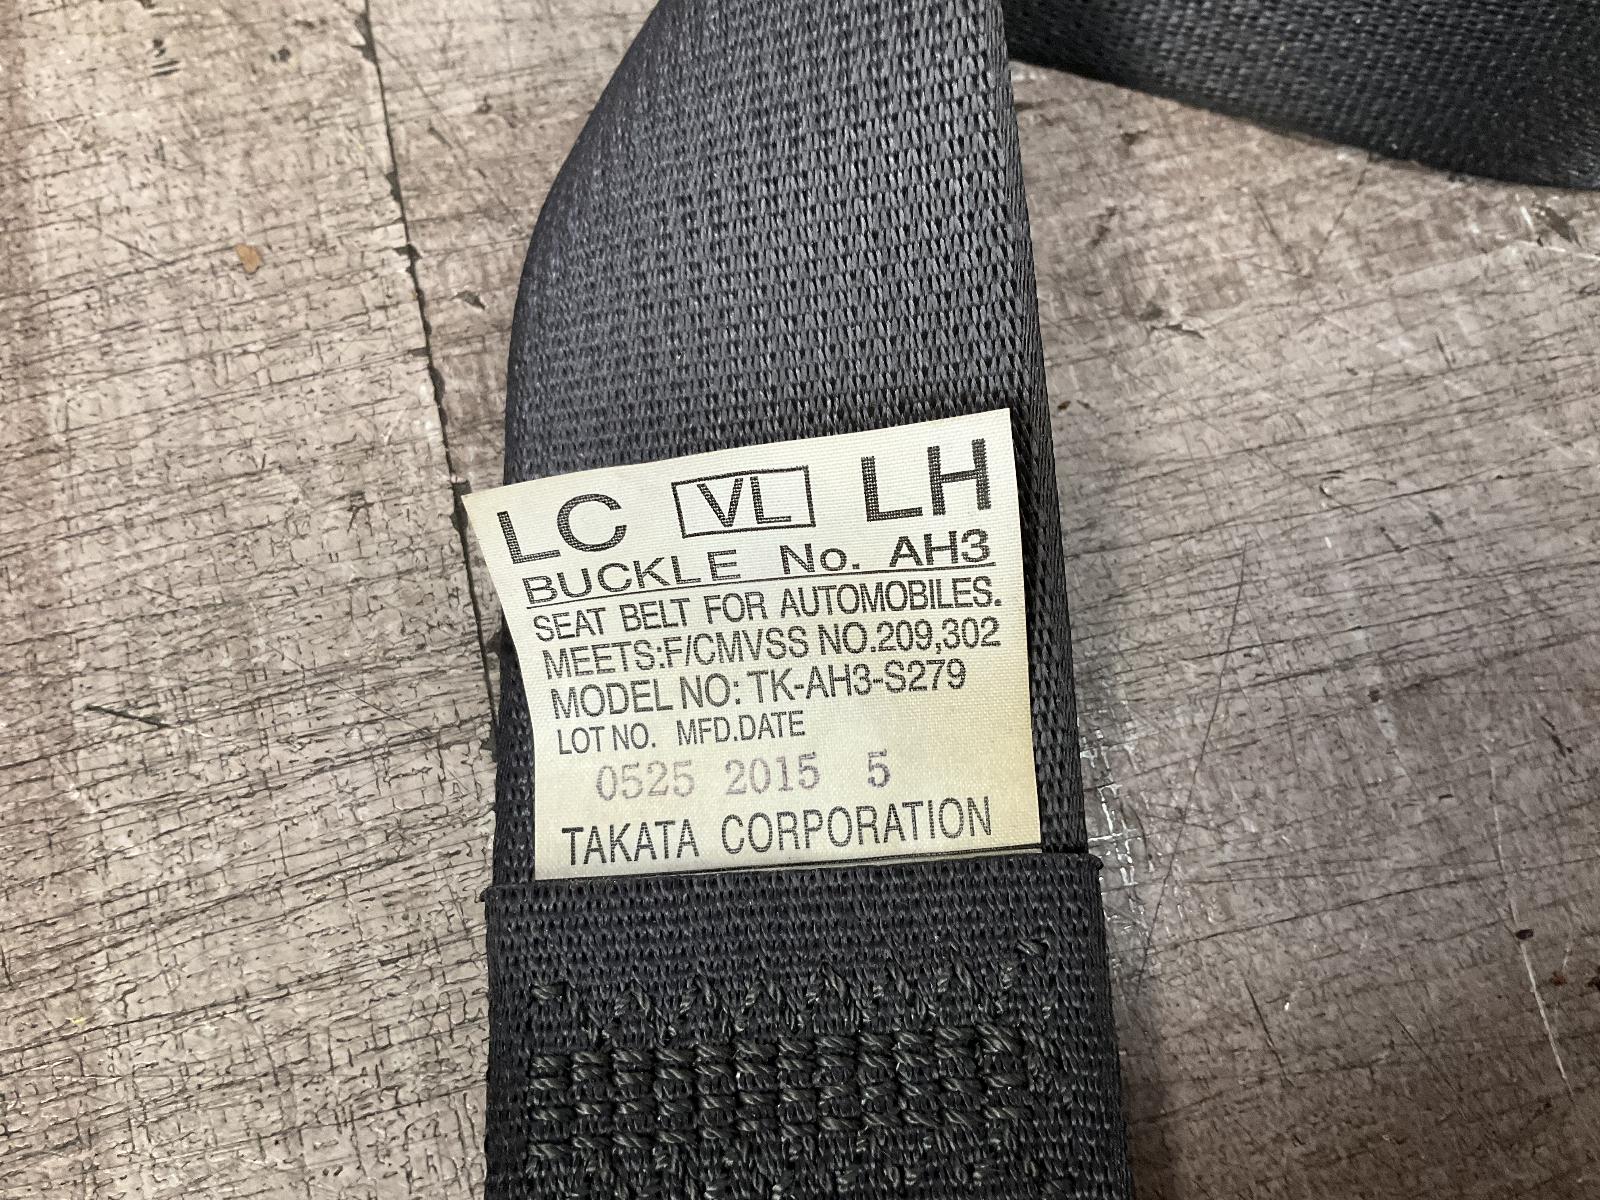 LC VL LH
BUCKLE No. AH3
SEAT BELT FOR AUTOMOBILES.
MEETS:F/CMVSS NO.209,302
MODEL NO: TK-AH3-S279
LOT NO. MFD.DATE
0525 2015 5
TAKATA CORPORATION